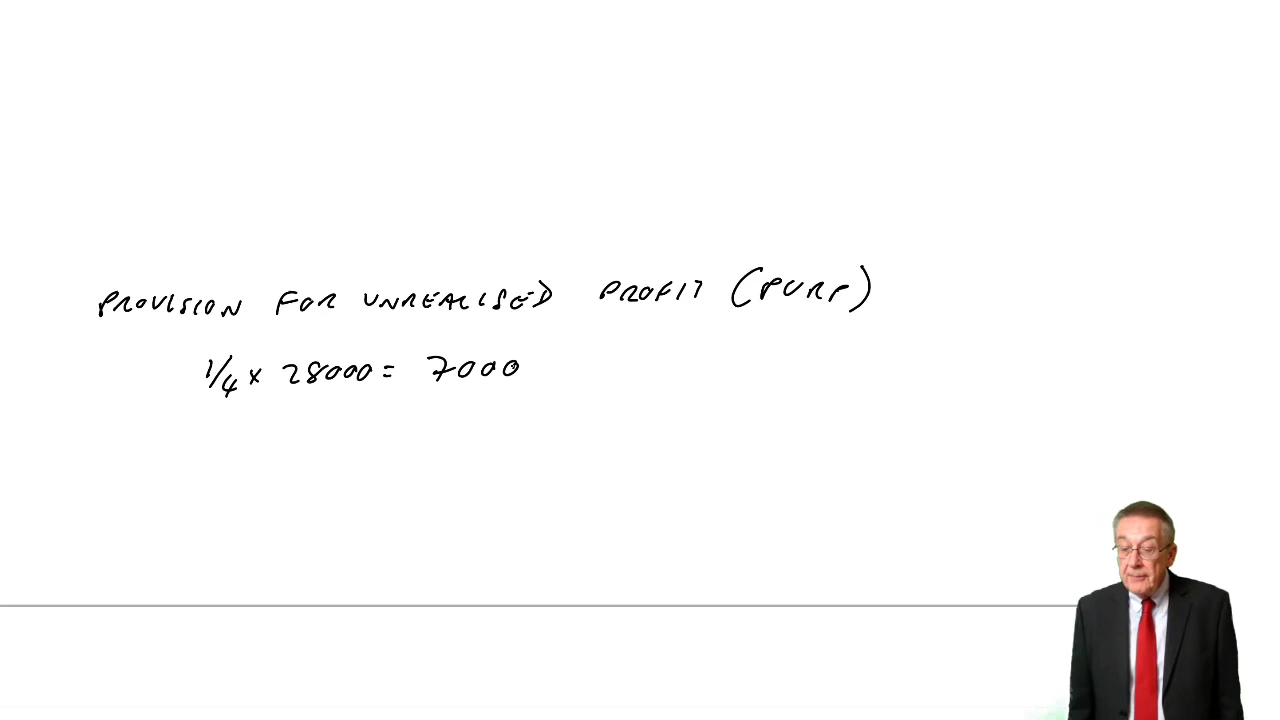 PROVISION FOR UNREALISED PROFIT (PURP)
1/4 × 28000 = 7000